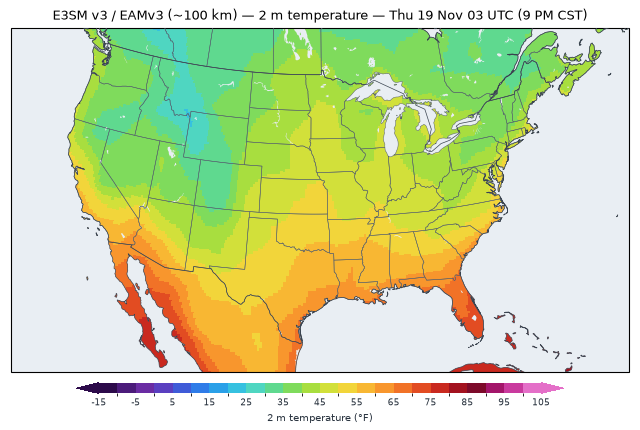 E3SM v3 / EAMv3 (~100 km) — 2 m temperature — Thu 19 Nov 03 UTC (9 PM CST)
-15 -5 5 15 25 35 45 55 65 75 85 95 105
2 m temperature (°F)